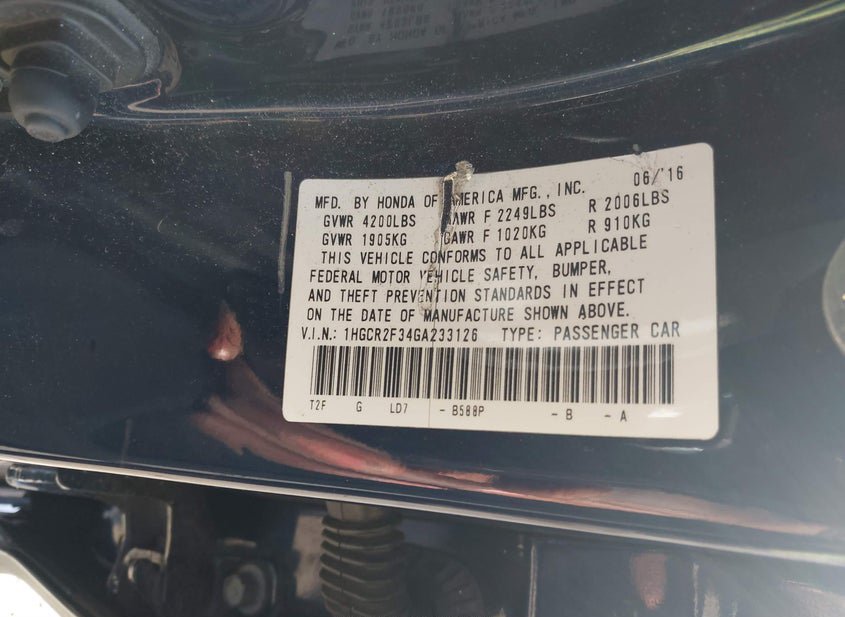 MFD. BY HONDA OF AMERICA MFG., INC. 06/'16
GVWR 4200LBS GAWR F 2249LBS R 2006LBS
GVWR 1905KG GAWR F 1020KG R 910KG
THIS VEHICLE CONFORMS TO ALL APPLICABLE
FEDERAL MOTOR VEHICLE SAFETY, BUMPER,
AND THEFT PREVENTION STANDARDS IN EFFECT
ON THE DATE OF MANUFACTURE SHOWN ABOVE.
V.I.N.: 1HGCR2F34GA233126 TYPE: PASSENGER CAR
T2F G LD7 - B588P - B - A